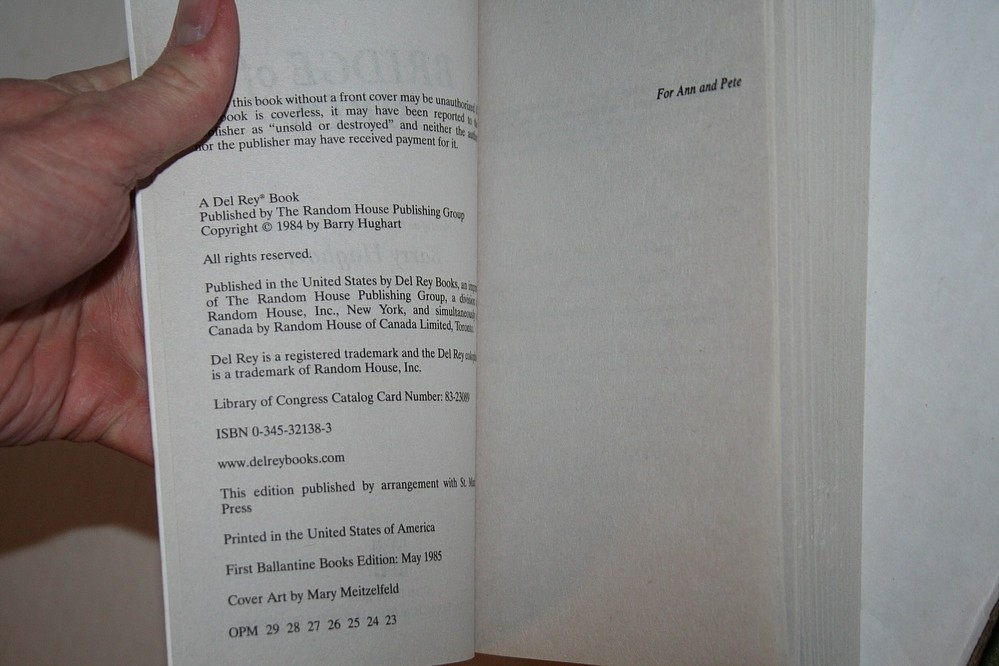 this book without a front cover may be unauthorized.
book is coverless, it may have been reported to
"unsold or destroyed" and neither the
nor the publisher may have received payment for it.
A Del Rey® Book
Published by The Random House Publishing Group
Copyright © 1984 by Barry Hughart
All rights reserved.
Published in the United States by Del Rey Books, an
of The Random House Publishing Group, a division
Random House, Inc., New York, and simultaneously
Canada by Random House of Canada Limited, Toronto.
Del Rey is a registered trademark and the Del Rey
is a trademark of Random House, Inc.
Library of Congress Catalog Card Number: 83-23089
ISBN 0-345-32138-3
www.delreybooks.com
This edition published by arrangement with St.
Press
Printed in the United States of America
First Ballantine Books Edition: May 1985
Cover Art by Mary Meitzelfeld
OPM 29 28 27 26 25 24 23
For Ann and Pete